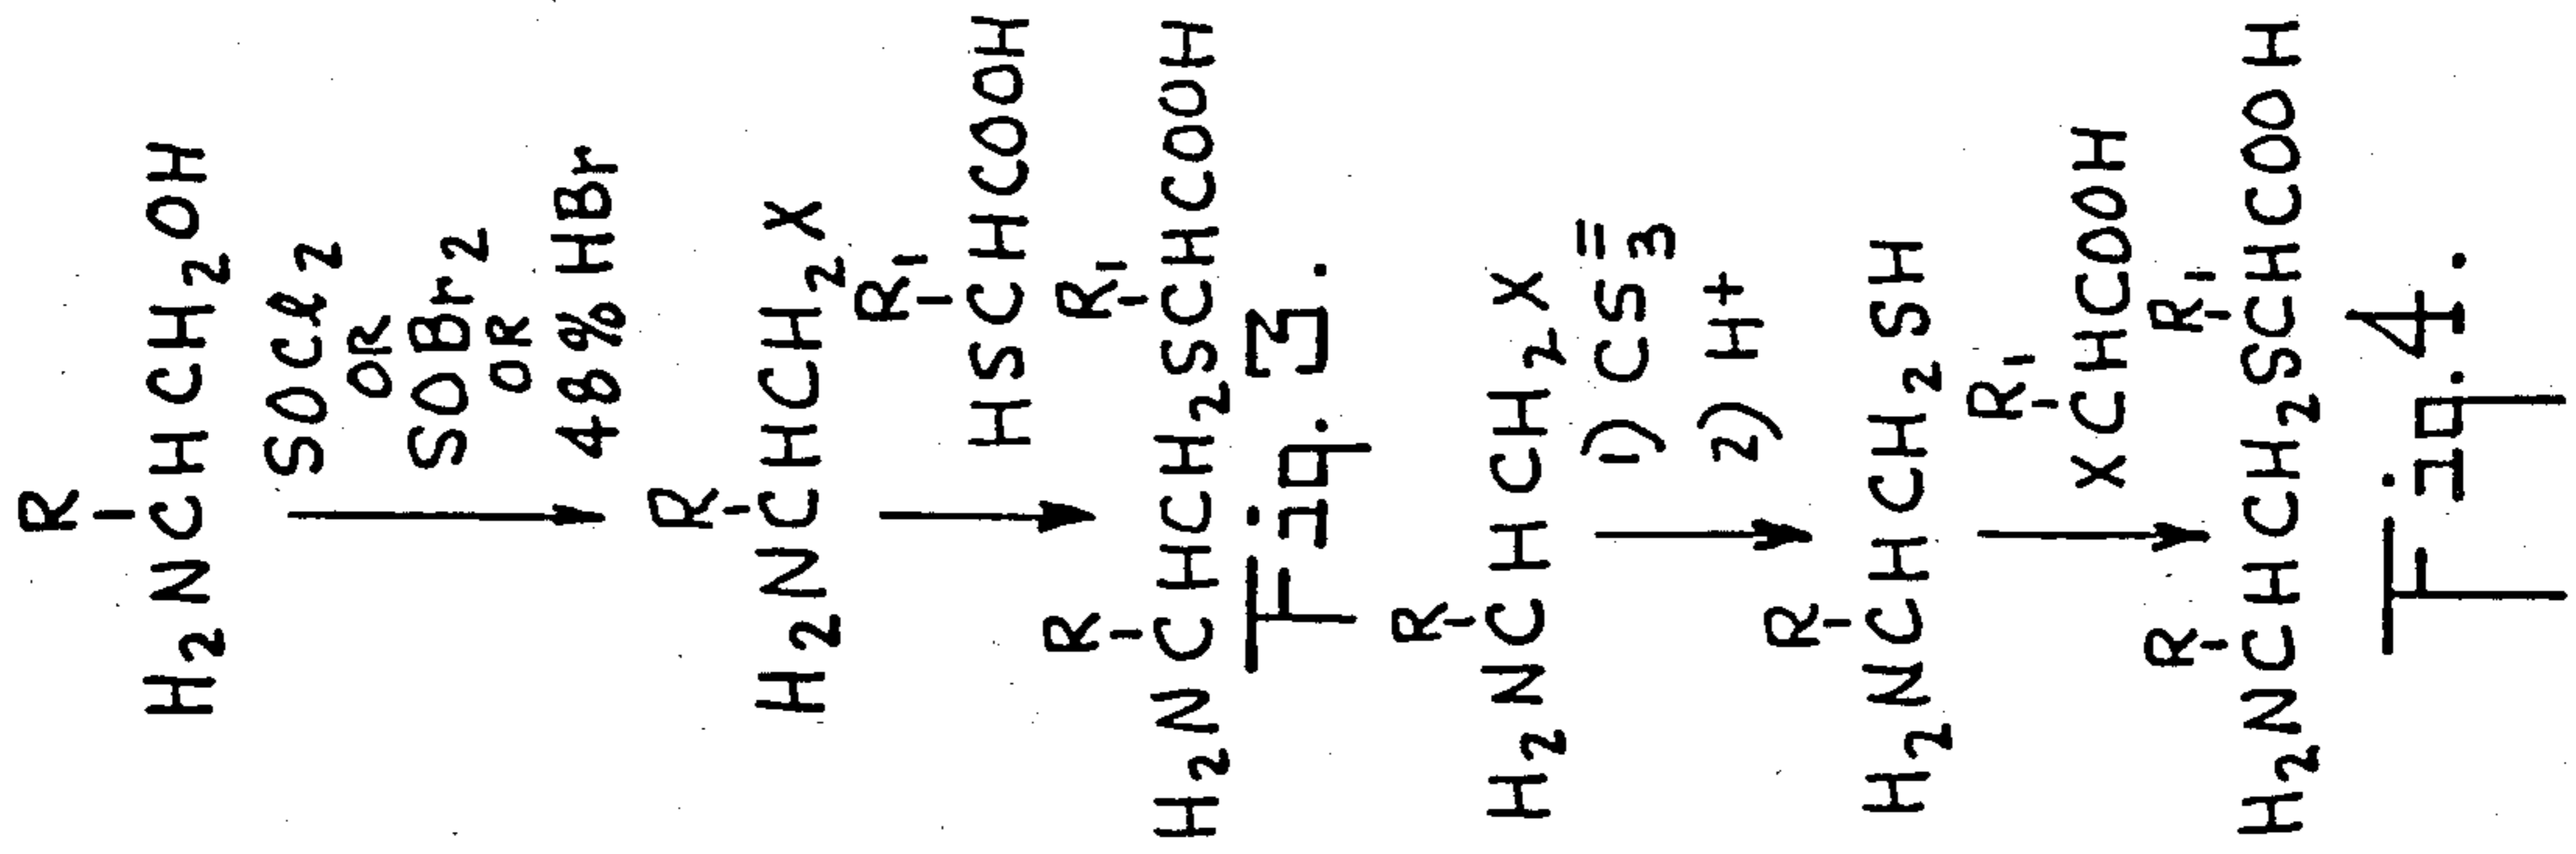 R
H₂NCHCH₂OH
SOCl₂
OR
SOBr₂
OR
48% HBr
R
H₂NCHCH₂X
R₁
HSCHCOOH
R R₁
H₂NCHCH₂SCHCOOH
Fig. 3.
R
H₂NCHCH₂X
1) CS₃⁼
2) H+
R
H₂NCHCH₂SH
R₁
XCHCOOH
R R₁
H₂NCHCH₂SCHCOOH
Fig. 4.